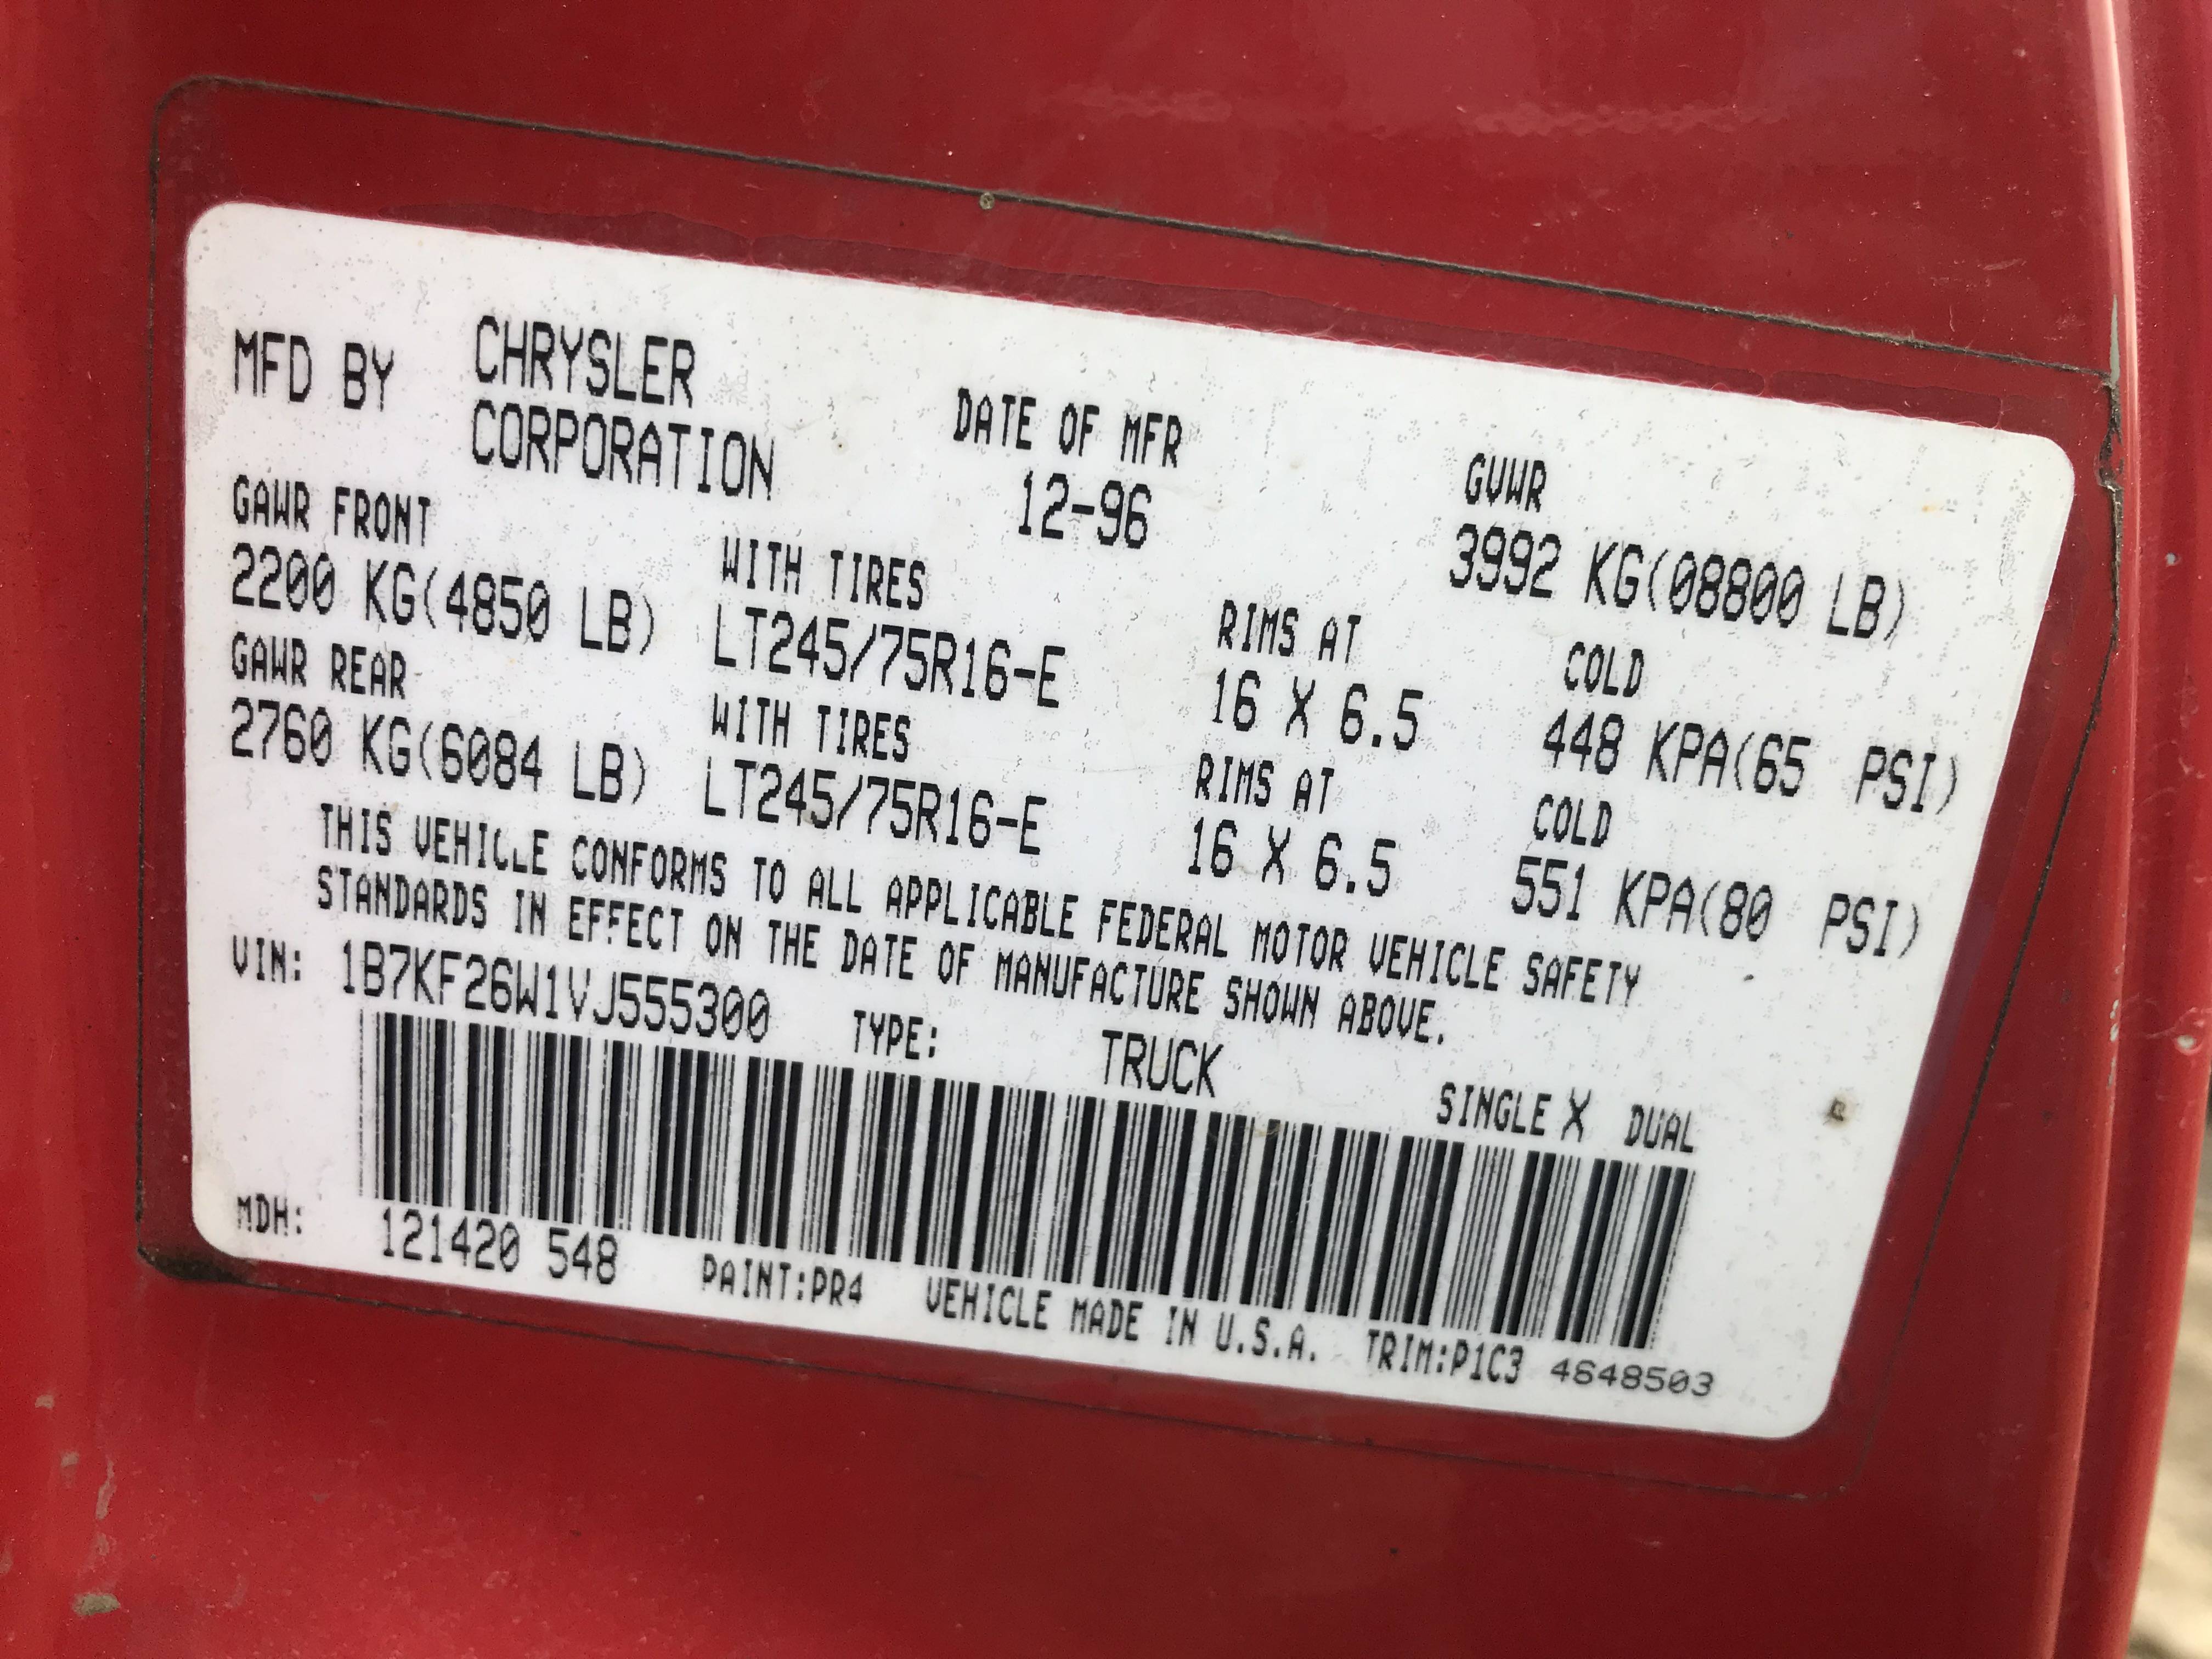 MFD BY CHRYSLER CORPORATION DATE OF MFR 12-96 GVWR 3992 KG(08800 LB)
GAWR FRONT WITH TIRES RIMS AT COLD
2200 KG(4850 LB) LT245/75R16-E 16 X 6.5 448 KPA(65 PSI)
GAWR REAR WITH TIRES RIMS AT COLD
2760 KG(6084 LB) LT245/75R16-E 16 X 6.5 551 KPA(80 PSI)
THIS VEHICLE CONFORMS TO ALL APPLICABLE FEDERAL MOTOR VEHICLE SAFETY
STANDARDS IN EFFECT ON THE DATE OF MANUFACTURE SHOWN ABOVE.
VIN: 1B7KF26W1VJ555300 TYPE: TRUCK SINGLE X DUAL
MDH: 121420 548 PAINT:PR4 VEHICLE MADE IN U.S.A. TRIM:P1C3 4648503